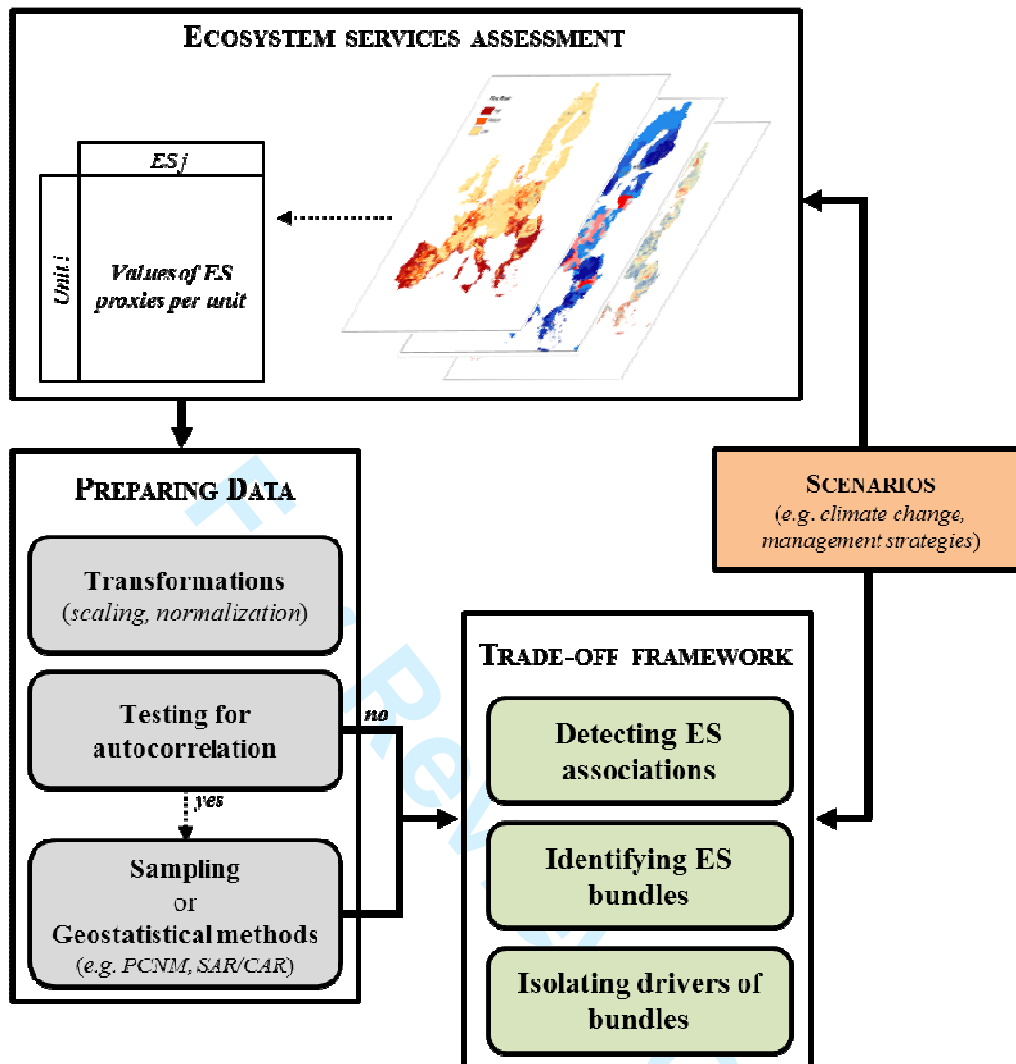 ECOSYSTEM SERVICES ASSESSMENT
ES j
Unit i
Values of ES
proxies per unit
PREPARING DATA
Transformations
(scaling, normalization)
Testing for
autocorrelation
no
yes
Sampling
or
Geostatistical methods
(e.g. PCNM, SAR/CAR)
SCENARIOS
(e.g. climate change,
management strategies)
TRADE-OFF FRAMEWORK
Detecting ES
associations
Identifying ES
bundles
Isolating drivers of
bundles